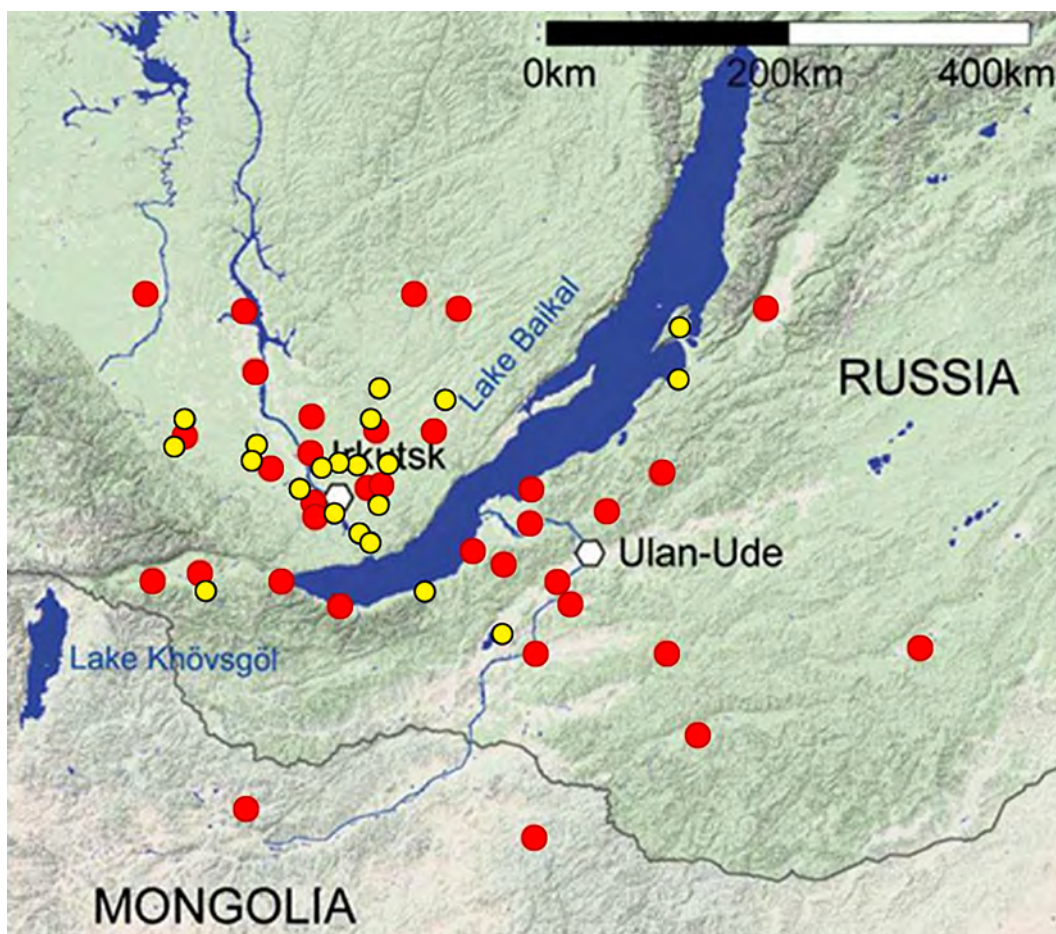 0km 200km 400km
Lake Baikal
RUSSIA
Irkutsk
Ulan-Ude
Lake Khövsgöl
MONGOLIA